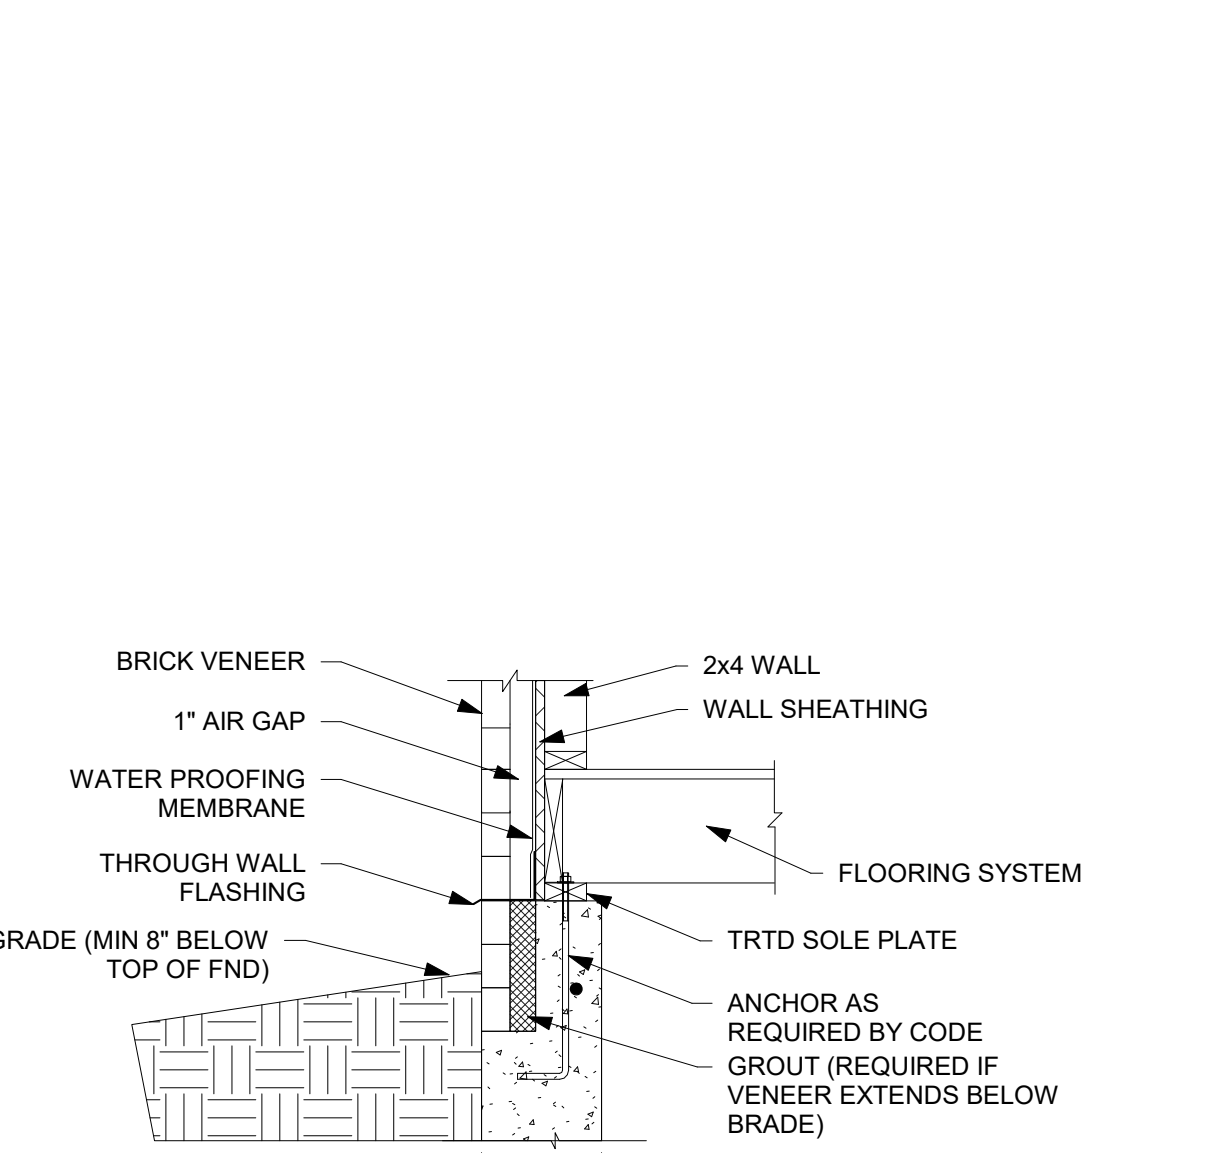 BRICK VENEER
1" AIR GAP
WATER PROOFING
MEMBRANE
THROUGH WALL
FLASHING
GRADE (MIN 8" BELOW
TOP OF FND)
2x4 WALL
WALL SHEATHING
FLOORING SYSTEM
TRTD SOLE PLATE
ANCHOR AS
REQUIRED BY CODE
GROUT (REQUIRED IF
VENEER EXTENDS BELOW
BRADE)